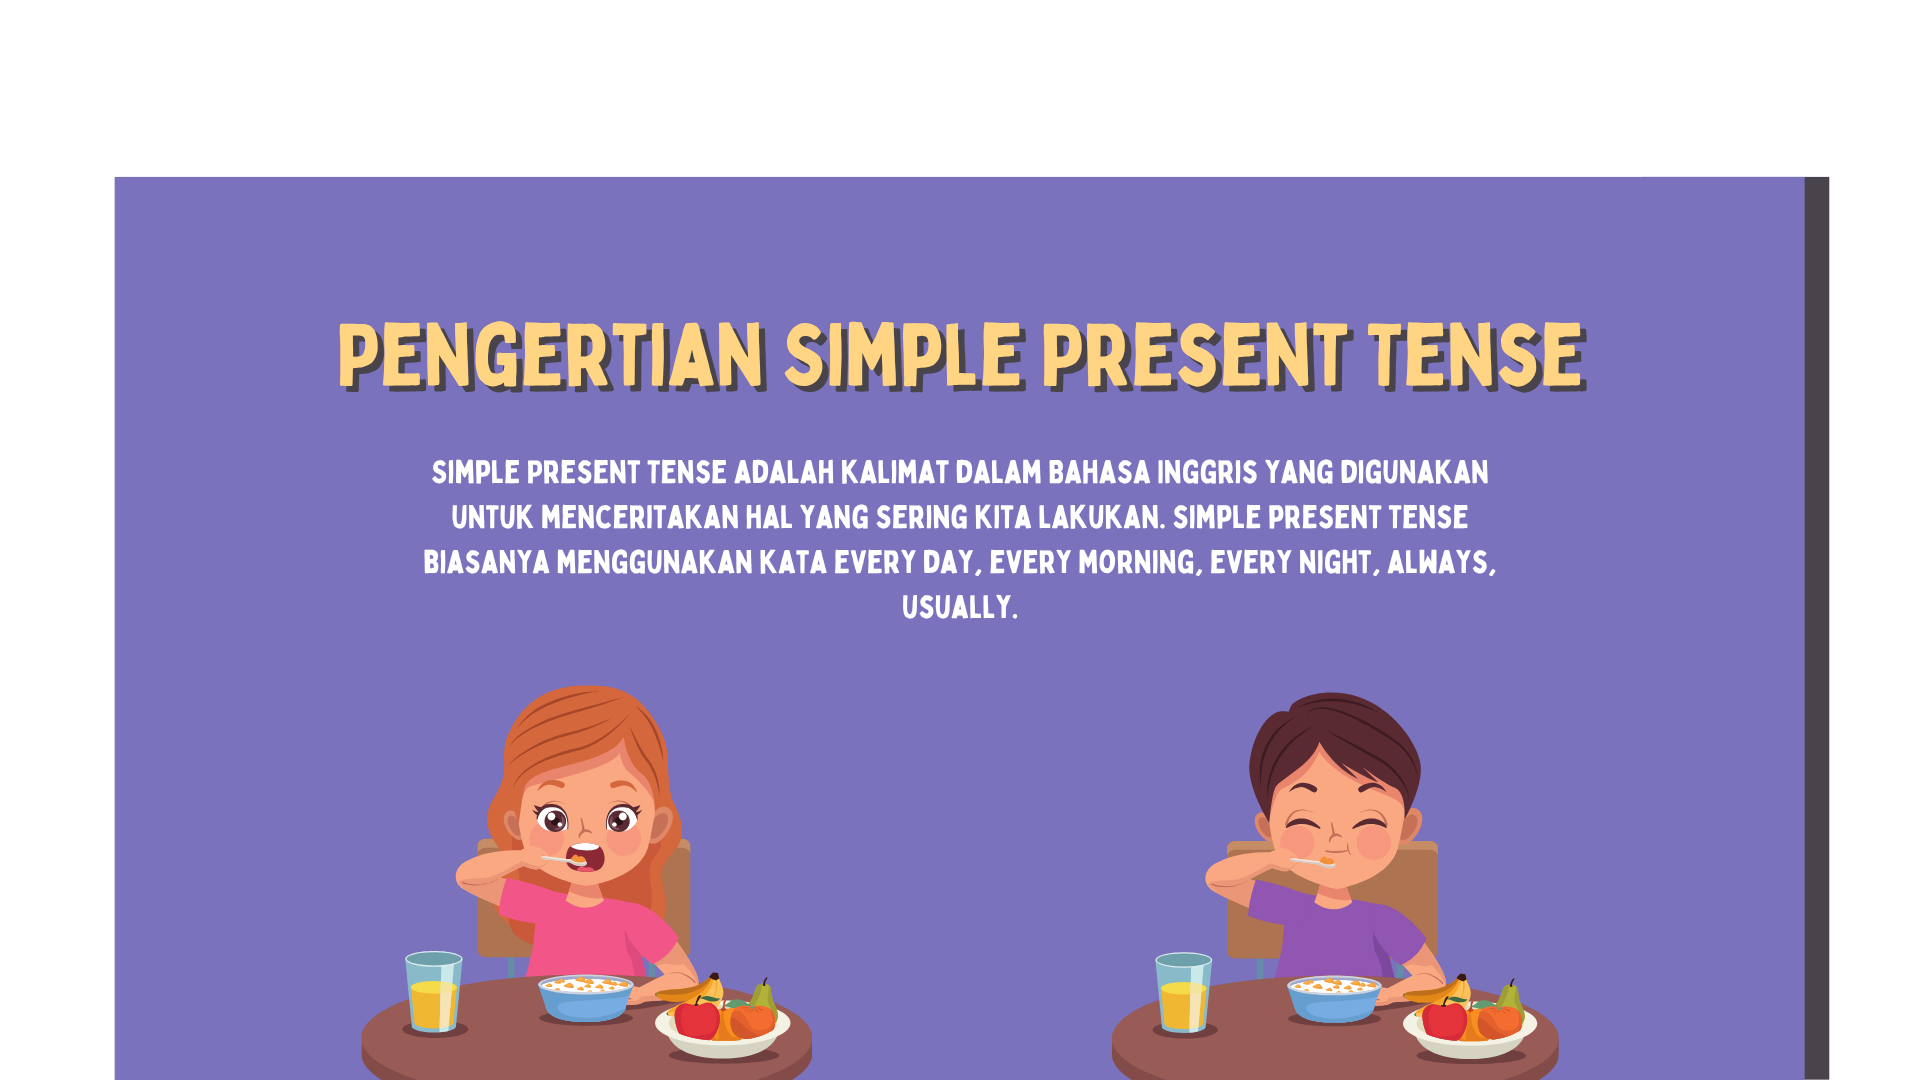 PENGERTIAN SIMPLE PRESENT TENSE
SIMPLE PRESENT TENSE ADALAH KALIMAT DALAM BAHASA INGGRIS YANG DIGUNAKAN
UNTUK MENCERITAKAN HAL YANG SERING KITA LAKUKAN. SIMPLE PRESENT TENSE
BIASANYA MENGGUNAKAN KATA EVERY DAY, EVERY MORNING, EVERY NIGHT, ALWAYS,
USUALLY.